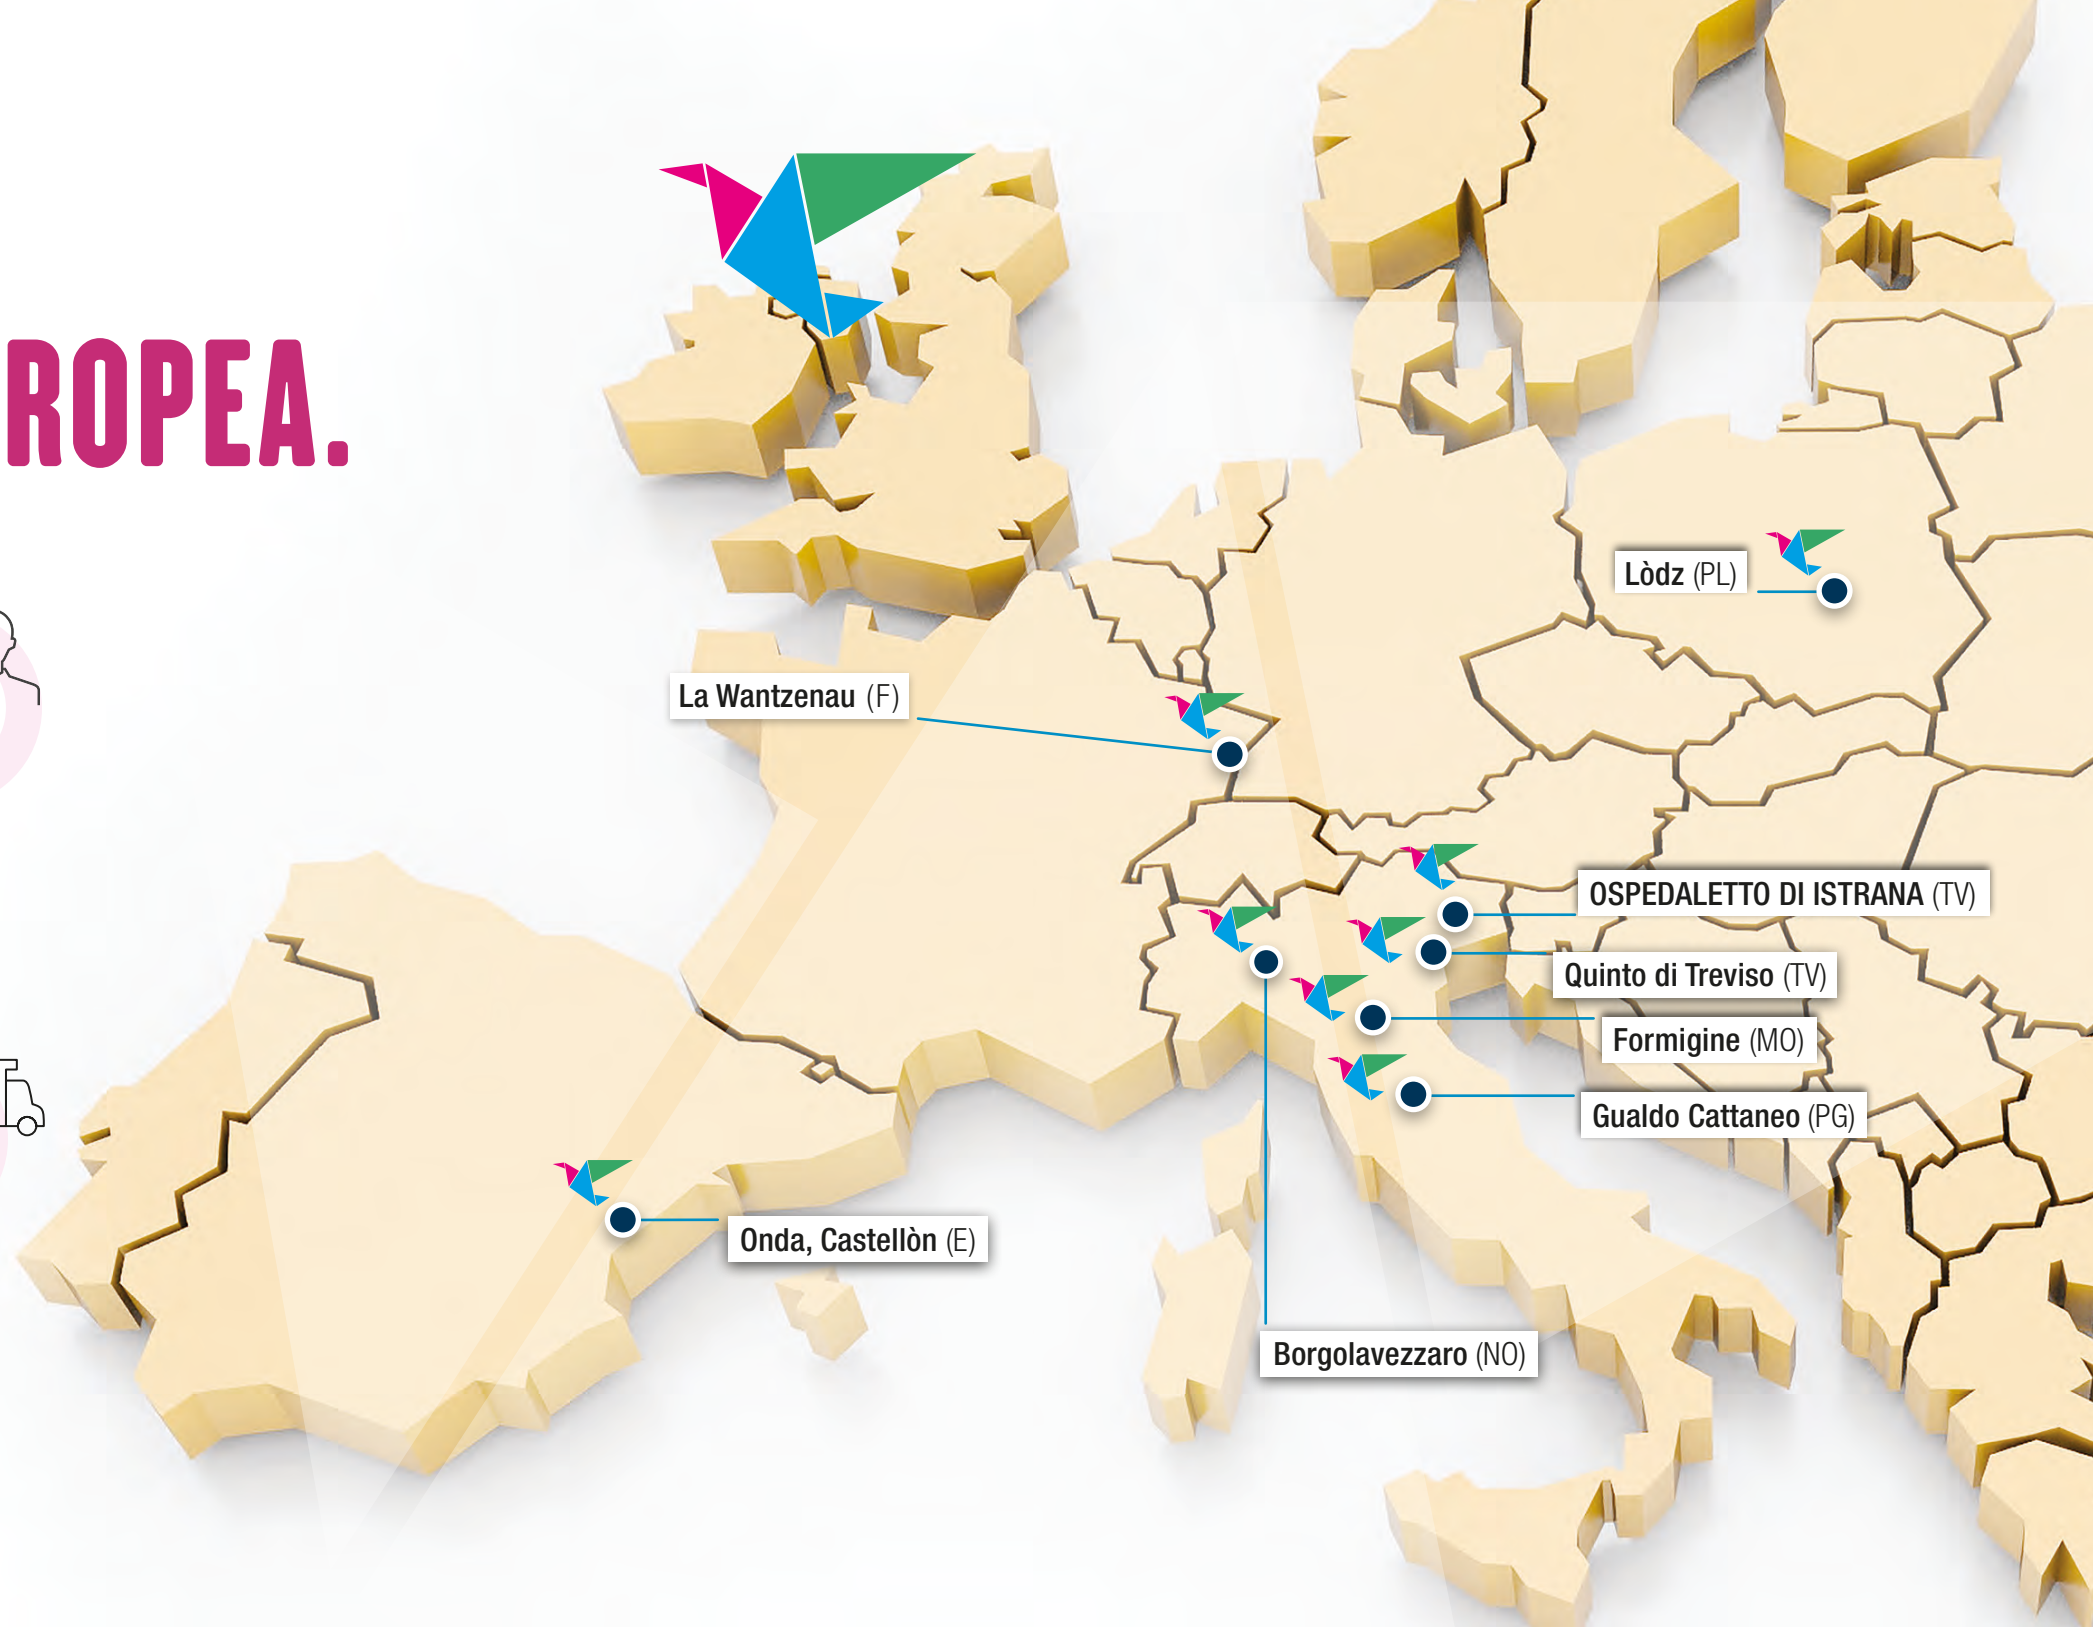 ROPEA.
Lòdz (PL)
La Wantzenau (F)
OSPEDALETTO DI ISTRANA (TV)
Quinto di Treviso (TV)
Formigine (MO)
Gualdo Cattaneo (PG)
Onda, Castellòn (E)
Borgolavezzaro (NO)